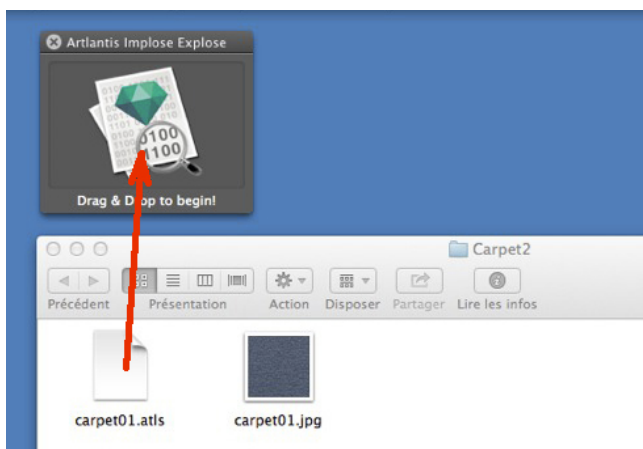 Artlantis Implose Explose
0100
1100
Drag & Drop to begin!
Carpet2
Précédent Présentation Action Disposer Partager Lire les infos
carpet01.atls carpet01.jpg